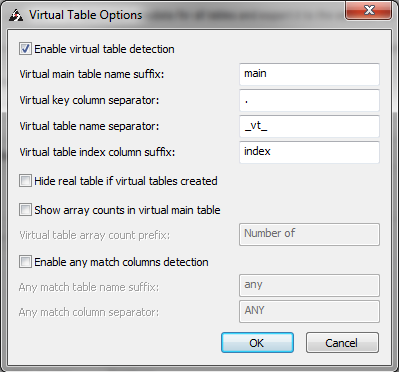 Virtual Table Options
Enable virtual table detection
Virtual main table name suffix: main
Virtual key column separator: .
Virtual table name separator: _vt_
Virtual table index column suffix: index
Hide real table if virtual tables created
Show array counts in virtual main table
Virtual table array count prefix: Number of
Enable any match columns detection
Any match table name suffix: any
Any match column separator: ANY
OK Cancel